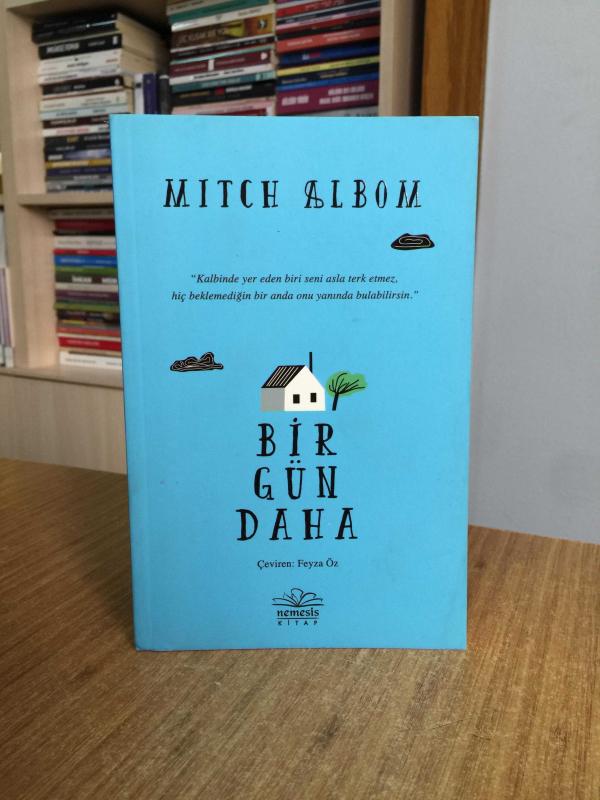 MITCH ALBOM
“Kalbinde yer eden biri seni asla terk etmez,
hiç beklemediğin bir anda onu yanında bulabilirsin.”
BİR
GÜN
DAHA
Çeviren: Feyza Öz
nemesis
KİTAP